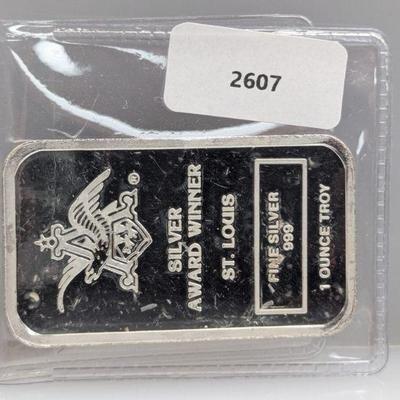 2607
®
SILVER
AWARD WINNER
ST. LOUIS
FINE SILVER
999
1 OUNCE TROY